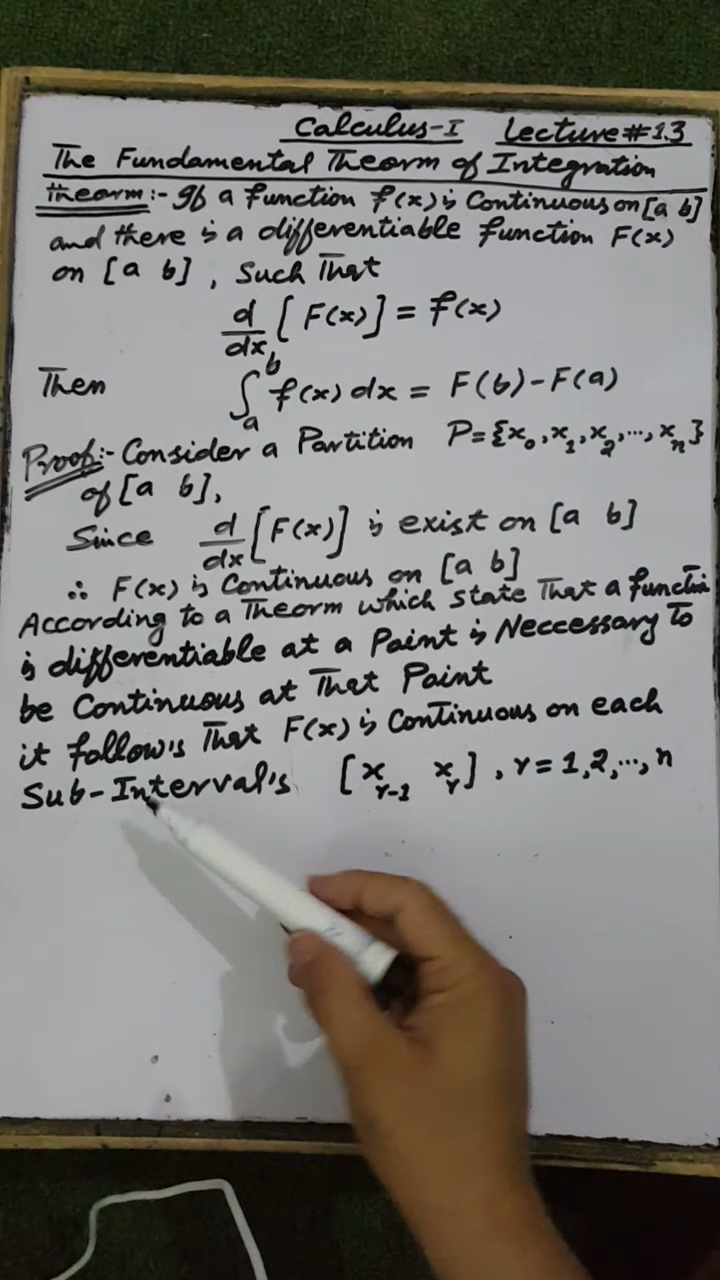 Calculus-I Lecture#13
The Fundamental Theorm of Integration
theorm:- If a function f(x) is Continuous on [a b]
and there is a differentiable function F(x)
on [a b], Such That
d/dx [F(x)] = f(x)
Then ∫_a^b f(x) dx = F(b)-F(a)
Proof:- Consider a Partition P={x₀,x₁,x₂,...,xₙ}
of [a b],
Since d/dx [F(x)] is exist on [a b]
∴ F(x) is Continuous on [a b]
According to a Theorm which state That a functin
is differentiable at a Paint is Neccessary To
be Continuous at That Paint
it follow's That F(x) is Continuous on each
Sub-Interval's [x_{r-1} x_r], r=1,2,...,n